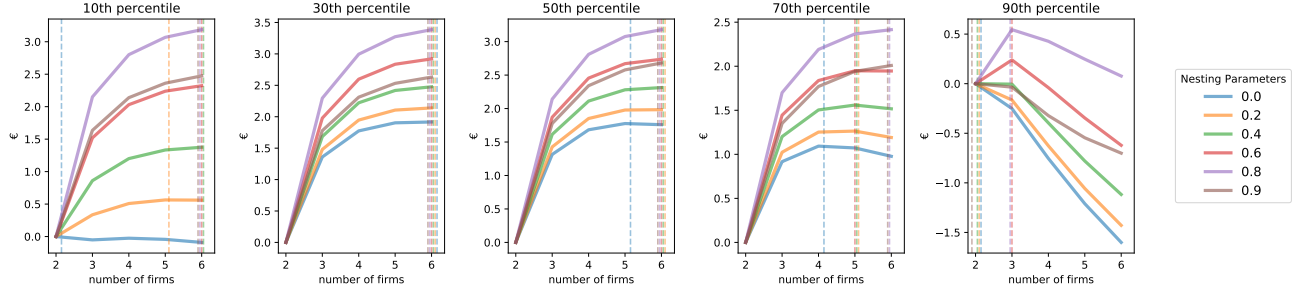 10th percentile
€
3.0
2.5
2.0
1.5
1.0
0.5
0.0
2 3 4 5 6
number of firms
30th percentile
€
3.5
3.0
2.5
2.0
1.5
1.0
0.5
0.0
2 3 4 5 6
number of firms
50th percentile
€
3.0
2.5
2.0
1.5
1.0
0.5
0.0
2 3 4 5 6
number of firms
70th percentile
€
2.5
2.0
1.5
1.0
0.5
0.0
2 3 4 5 6
number of firms
90th percentile
€
0.5
0.0
−0.5
−1.0
−1.5
2 3 4 5 6
number of firms
Nesting Parameters
0.0
0.2
0.4
0.6
0.8
0.9